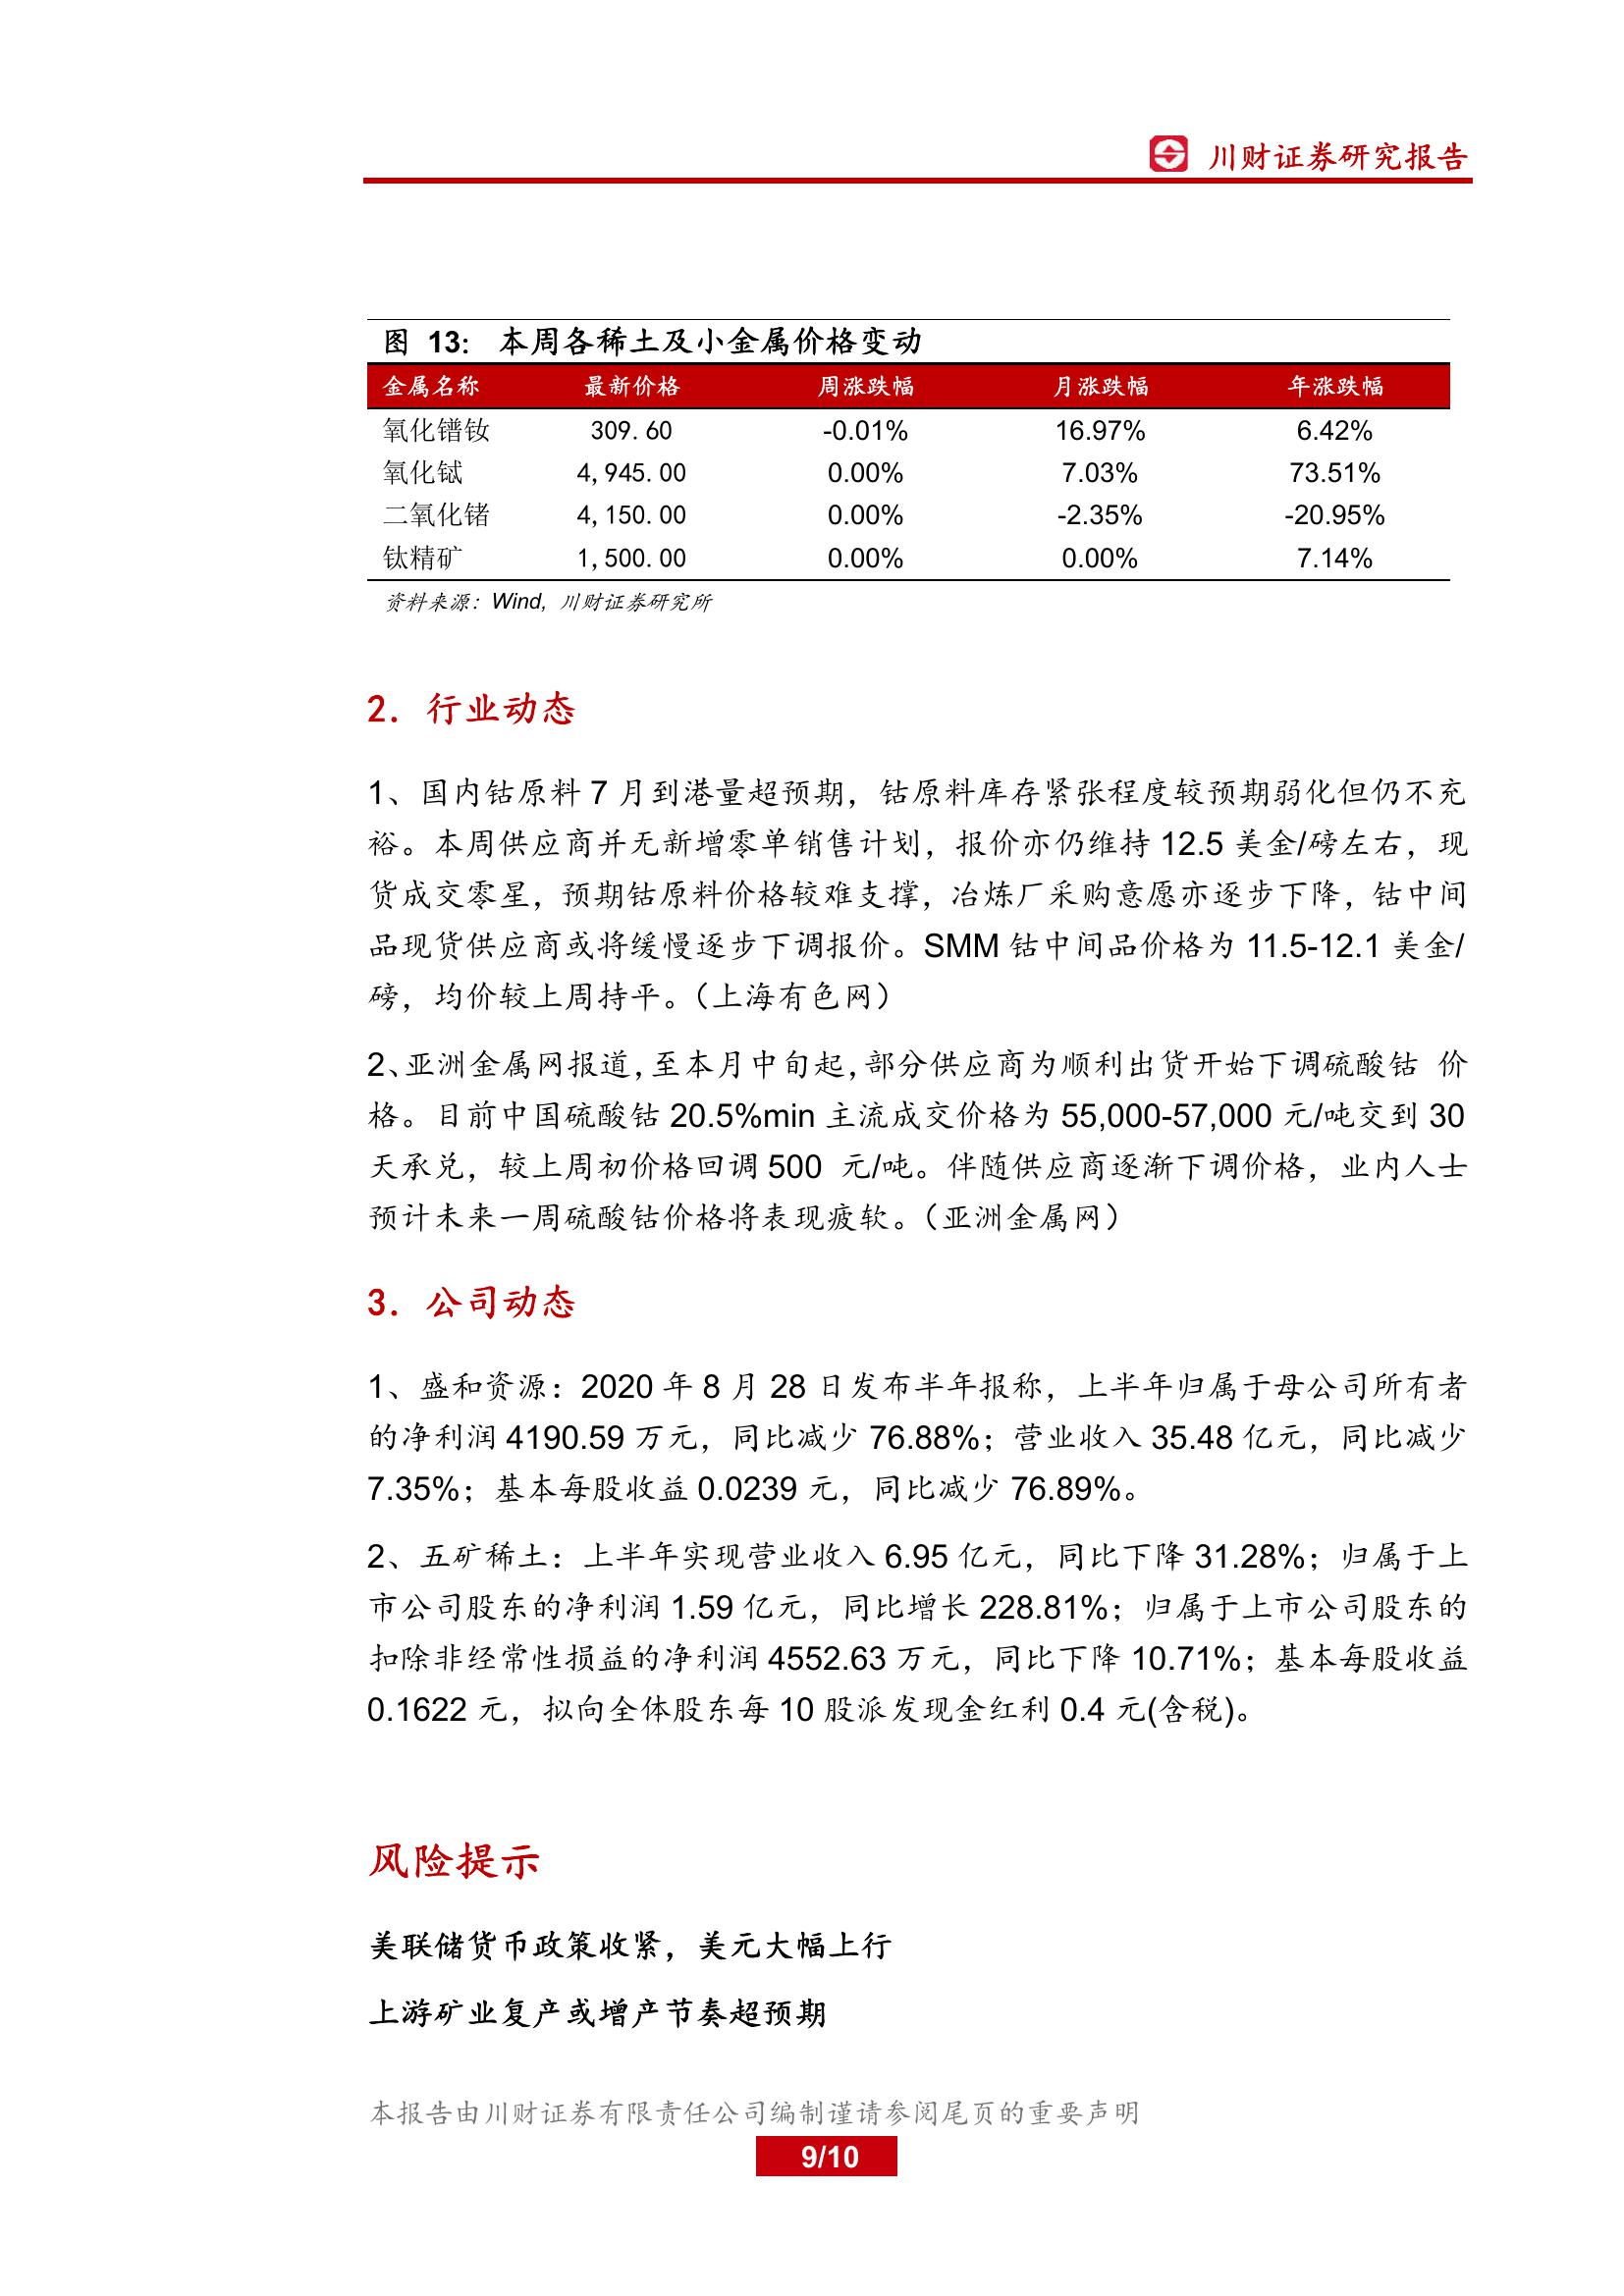 川财证券研究报告
图 13： 本周各稀土及小金属价格变动
金属名称 最新价格 周涨跌幅 月涨跌幅 年涨跌幅
氧化镨钕 309.60 -0.01% 16.97% 6.42%
氧化铽 4,945.00 0.00% 7.03% 73.51%
二氧化锗 4,150.00 0.00% -2.35% -20.95%
钛精矿 1,500.00 0.00% 0.00% 7.14%
资料来源：Wind, 川财证券研究所
2. 行业动态
1、国内钴原料 7 月到港量超预期，钴原料库存紧张程度较预期弱化但仍不充
裕。本周供应商并无新增零单销售计划，报价亦仍维持 12.5 美金/磅左右，现
货成交零星，预期钴原料价格较难支撑，冶炼厂采购意愿亦逐步下降，钴中间
品现货供应商或将缓慢逐步下调报价。SMM 钴中间品价格为 11.5-12.1 美金/
磅，均价较上周持平。（上海有色网）
2、亚洲金属网报道，至本月中旬起，部分供应商为顺利出货开始下调硫酸钴 价
格。目前中国硫酸钴 20.5%min 主流成交价格为 55,000-57,000 元/吨交到 30
天承兑，较上周初价格回调 500 元/吨。伴随供应商逐渐下调价格，业内人士
预计未来一周硫酸钴价格将表现疲软。（亚洲金属网）
3. 公司动态
1、盛和资源：2020 年 8 月 28 日发布半年报称，上半年归属于母公司所有者
的净利润 4190.59 万元，同比减少 76.88%；营业收入 35.48 亿元，同比减少
7.35%；基本每股收益 0.0239 元，同比减少 76.89%。
2、五矿稀土：上半年实现营业收入 6.95 亿元，同比下降 31.28%；归属于上
市公司股东的净利润 1.59 亿元，同比增长 228.81%；归属于上市公司股东的
扣除非经常性损益的净利润 4552.63 万元，同比下降 10.71%；基本每股收益
0.1622 元，拟向全体股东每 10 股派发现金红利 0.4 元(含税)。
风险提示
美联储货币政策收紧，美元大幅上行
上游矿业复产或增产节奏超预期
本报告由川财证券有限责任公司编制谨请参阅尾页的重要声明
9/10